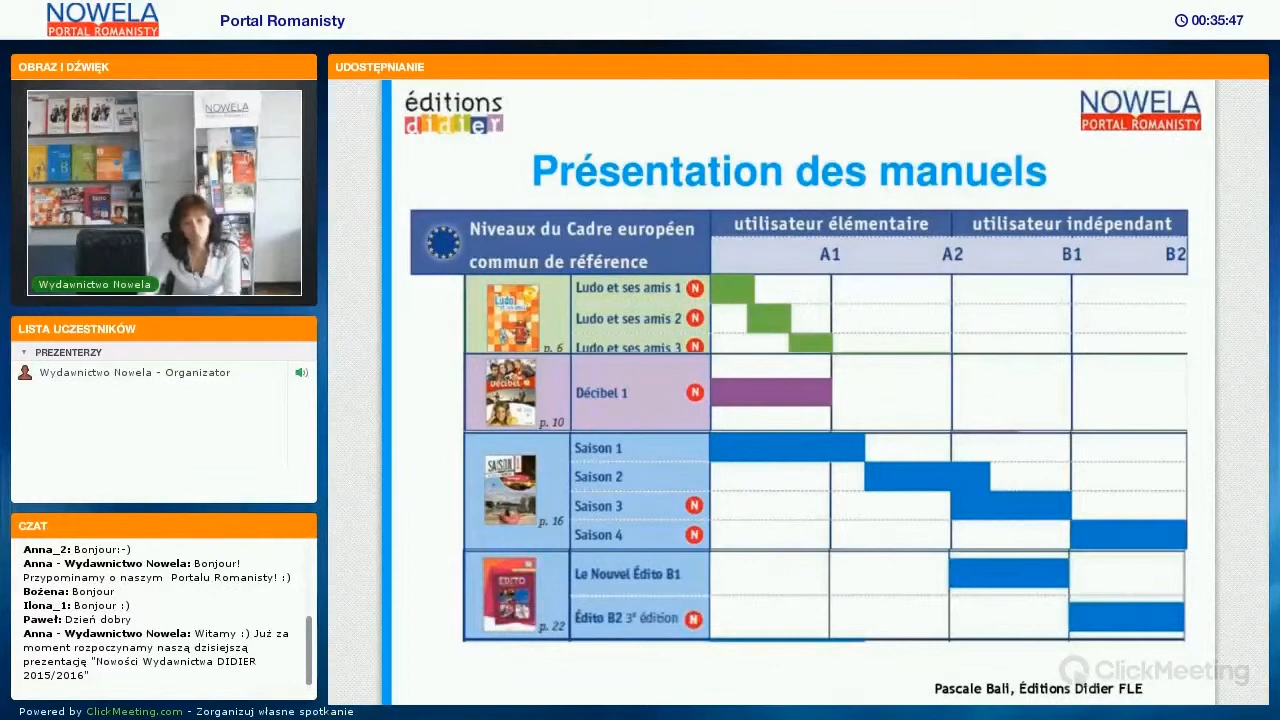 NOWELA
PORTAL ROMANISTY
Portal Romanisty
00:35:47
OBRAZ I DŹWIĘK
NOWELA
Wydawnictwo Nowela
LISTA UCZESTNIKÓW
PREZENTERZY
Wydawnictwo Nowela - Organizator
CZAT
Anna_2: Bonjour:-)
Anna - Wydawnictwo Nowela: Bonjour!
Przypominamy o naszym Portalu Romanisty! :)
Bożena: Bonjour
Ilona_1: Bonjour :)
Paweł: Dzień dobry
Anna - Wydawnictwo Nowela: Witamy :) Już za
moment rozpoczynamy naszą dzisiejszą
prezentację "Nowości Wydawnictwa DIDIER
2015/2016"
UDOSTĘPNIANIE
éditions
didier
NOWELA
PORTAL ROMANISTY
Présentation des manuels
Niveaux du Cadre européen
commun de référence
utilisateur élémentaire
utilisateur indépendant
A1
A2
B1
B2
Ludo et ses amis 1 N
Ludo et ses amis 2 N
Ludo et ses amis 3 N
p. 6
Décibel 1 N
p. 10
Saison 1
Saison 2
Saison 3 N
Saison 4 N
SAISON
p. 16
Le Nouvel Édito B1
Édito B2 3e édition N
EDITO
p. 22
ClickMeeting
Pascale Bali, Éditions Didier FLE
Powered by ClickMeeting.com - Zorganizuj własne spotkanie